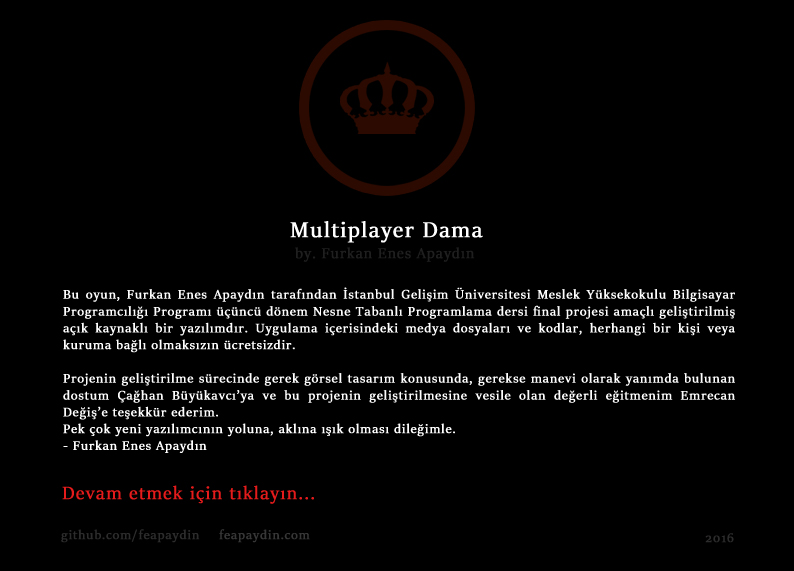 Multiplayer Dama
by. Furkan Enes Apaydın
Bu oyun, Furkan Enes Apaydın tarafından İstanbul Gelişim Üniversitesi Meslek Yüksekokulu Bilgisayar
Programcılığı Programı üçüncü dönem Nesne Tabanlı Programlama dersi final projesi amaçlı geliştirilmiş
açık kaynaklı bir yazılımdır. Uygulama içerisindeki medya dosyaları ve kodlar, herhangi bir kişi veya
kuruma bağlı olmaksızın ücretsizdir.
Projenin geliştirilme sürecinde gerek görsel tasarım konusunda, gerekse manevi olarak yanımda bulunan
dostum Çağhan Büyükavcı'ya ve bu projenin geliştirilmesine vesile olan değerli eğitmenim Emrecan
Değiş'e teşekkür ederim.
Pek çok yeni yazılımcının yoluna, aklına ışık olması dileğimle.
- Furkan Enes Apaydın
Devam etmek için tıklayın...
github.com/feapaydin feapaydin.com
2016